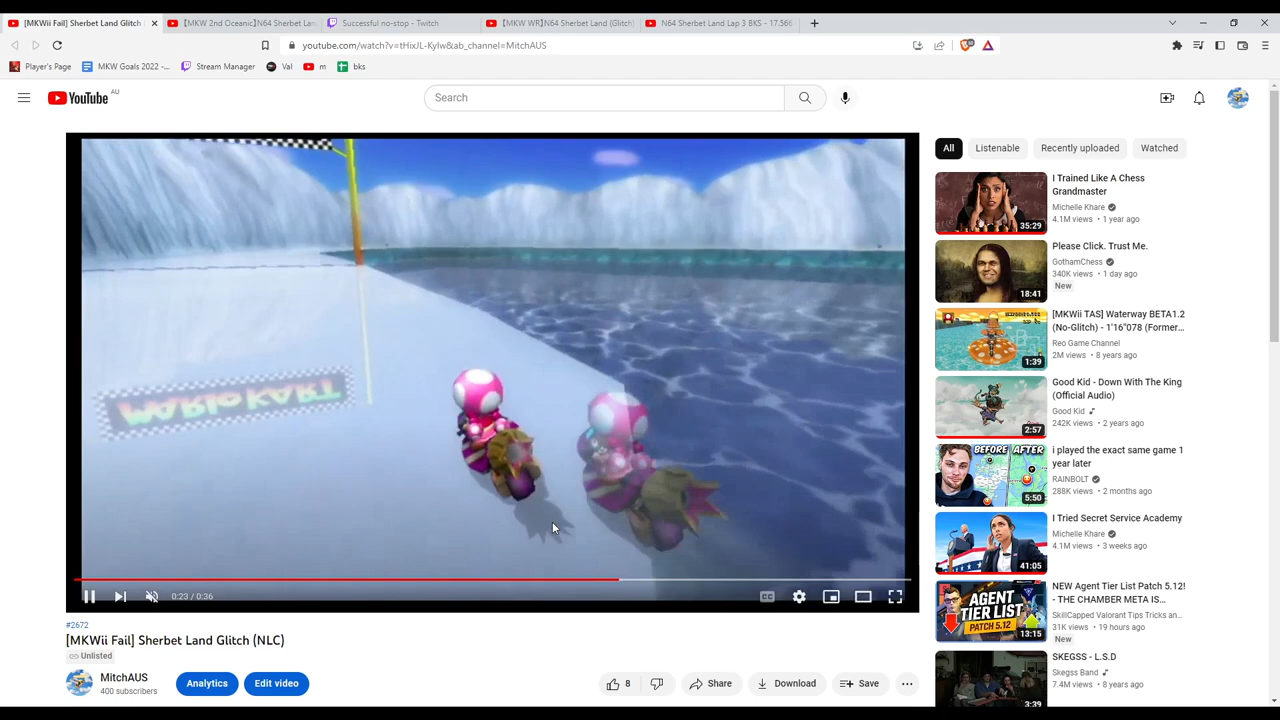 [MKWii Fail] Sherbet Land Glitch (
【MKW 2nd Oceanic】N64 Sherbet Lan
Successful no-stop - Twitch
【MKW WR】N64 Sherbet Land (Glitch)
N64 Sherbet Land Lap 3 BKS - 17.566
youtube.com/watch?v=tHixJL-KyIw&ab_channel=MitchAUS
Player's Page
MKW Goals 2022 -...
Stream Manager
Val
m
bks
YouTube AU
Search
All
Listenable
Recently uploaded
Watched
35:29
I Trained Like A Chess
Grandmaster
Michelle Khare
4.1M views • 1 year ago
18:41
Please Click. Trust Me.
GothamChess
340K views • 1 day ago
New
1:39
[MKWii TAS] Waterway BETA1.2
(No-Glitch) - 1'16"078 (Former...
Reo Game Channel
2M views • 8 years ago
2:57
Good Kid - Down With The King
(Official Audio)
Good Kid
242K views • 2 years ago
BEFORE AFTER
5:50
i played the exact same game 1
year later
RAINBOLT
288K views • 2 months ago
41:05
I Tried Secret Service Academy
Michelle Khare
4.1M views • 3 weeks ago
AGENT
TIER LIST
PATCH 5.12
13:15
NEW Agent Tier List Patch 5.12!
- THE CHAMBER META IS...
SkillCapped Valorant Tips Tricks an...
31K views • 19 hours ago
New
3:39
SKEGSS - L.S.D
Skegss Band
7.4M views • 8 years ago
0:23 / 0:36
CC
#2672
[MKWii Fail] Sherbet Land Glitch (NLC)
Unlisted
MitchAUS
400 subscribers
Analytics
Edit video
8
Share
Download
Save